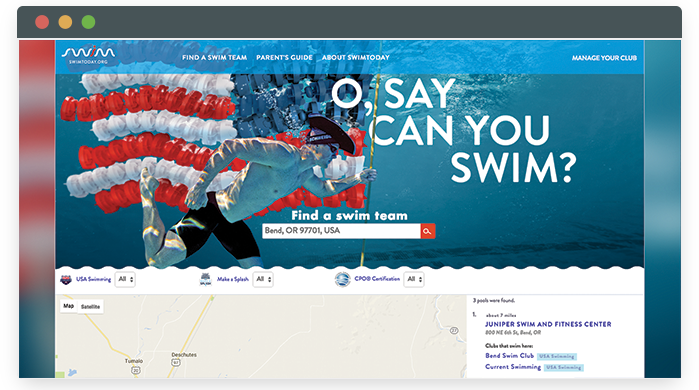 SWIM
SWIMTODAY.ORG
FIND A SWIM TEAM PARENT'S GUIDE ABOUT SWIMTODAY
MANAGE YOUR CLUB
O, SAY
CAN YOU
SWIM?
Find a swim team
Bend, OR 97701, USA
USA Swimming All
Make a Splash All
CPOB Certification All
Map Satellite
Tumalo
Deschutes
20
27
3 pools were found.
1. about 7 miles
JUNIPER SWIM AND FITNESS CENTER
800 NE 6th St, Bend, OR
Clubs that swim here:
Bend Swim Club USA Swimming
Current Swimming USA Swimming